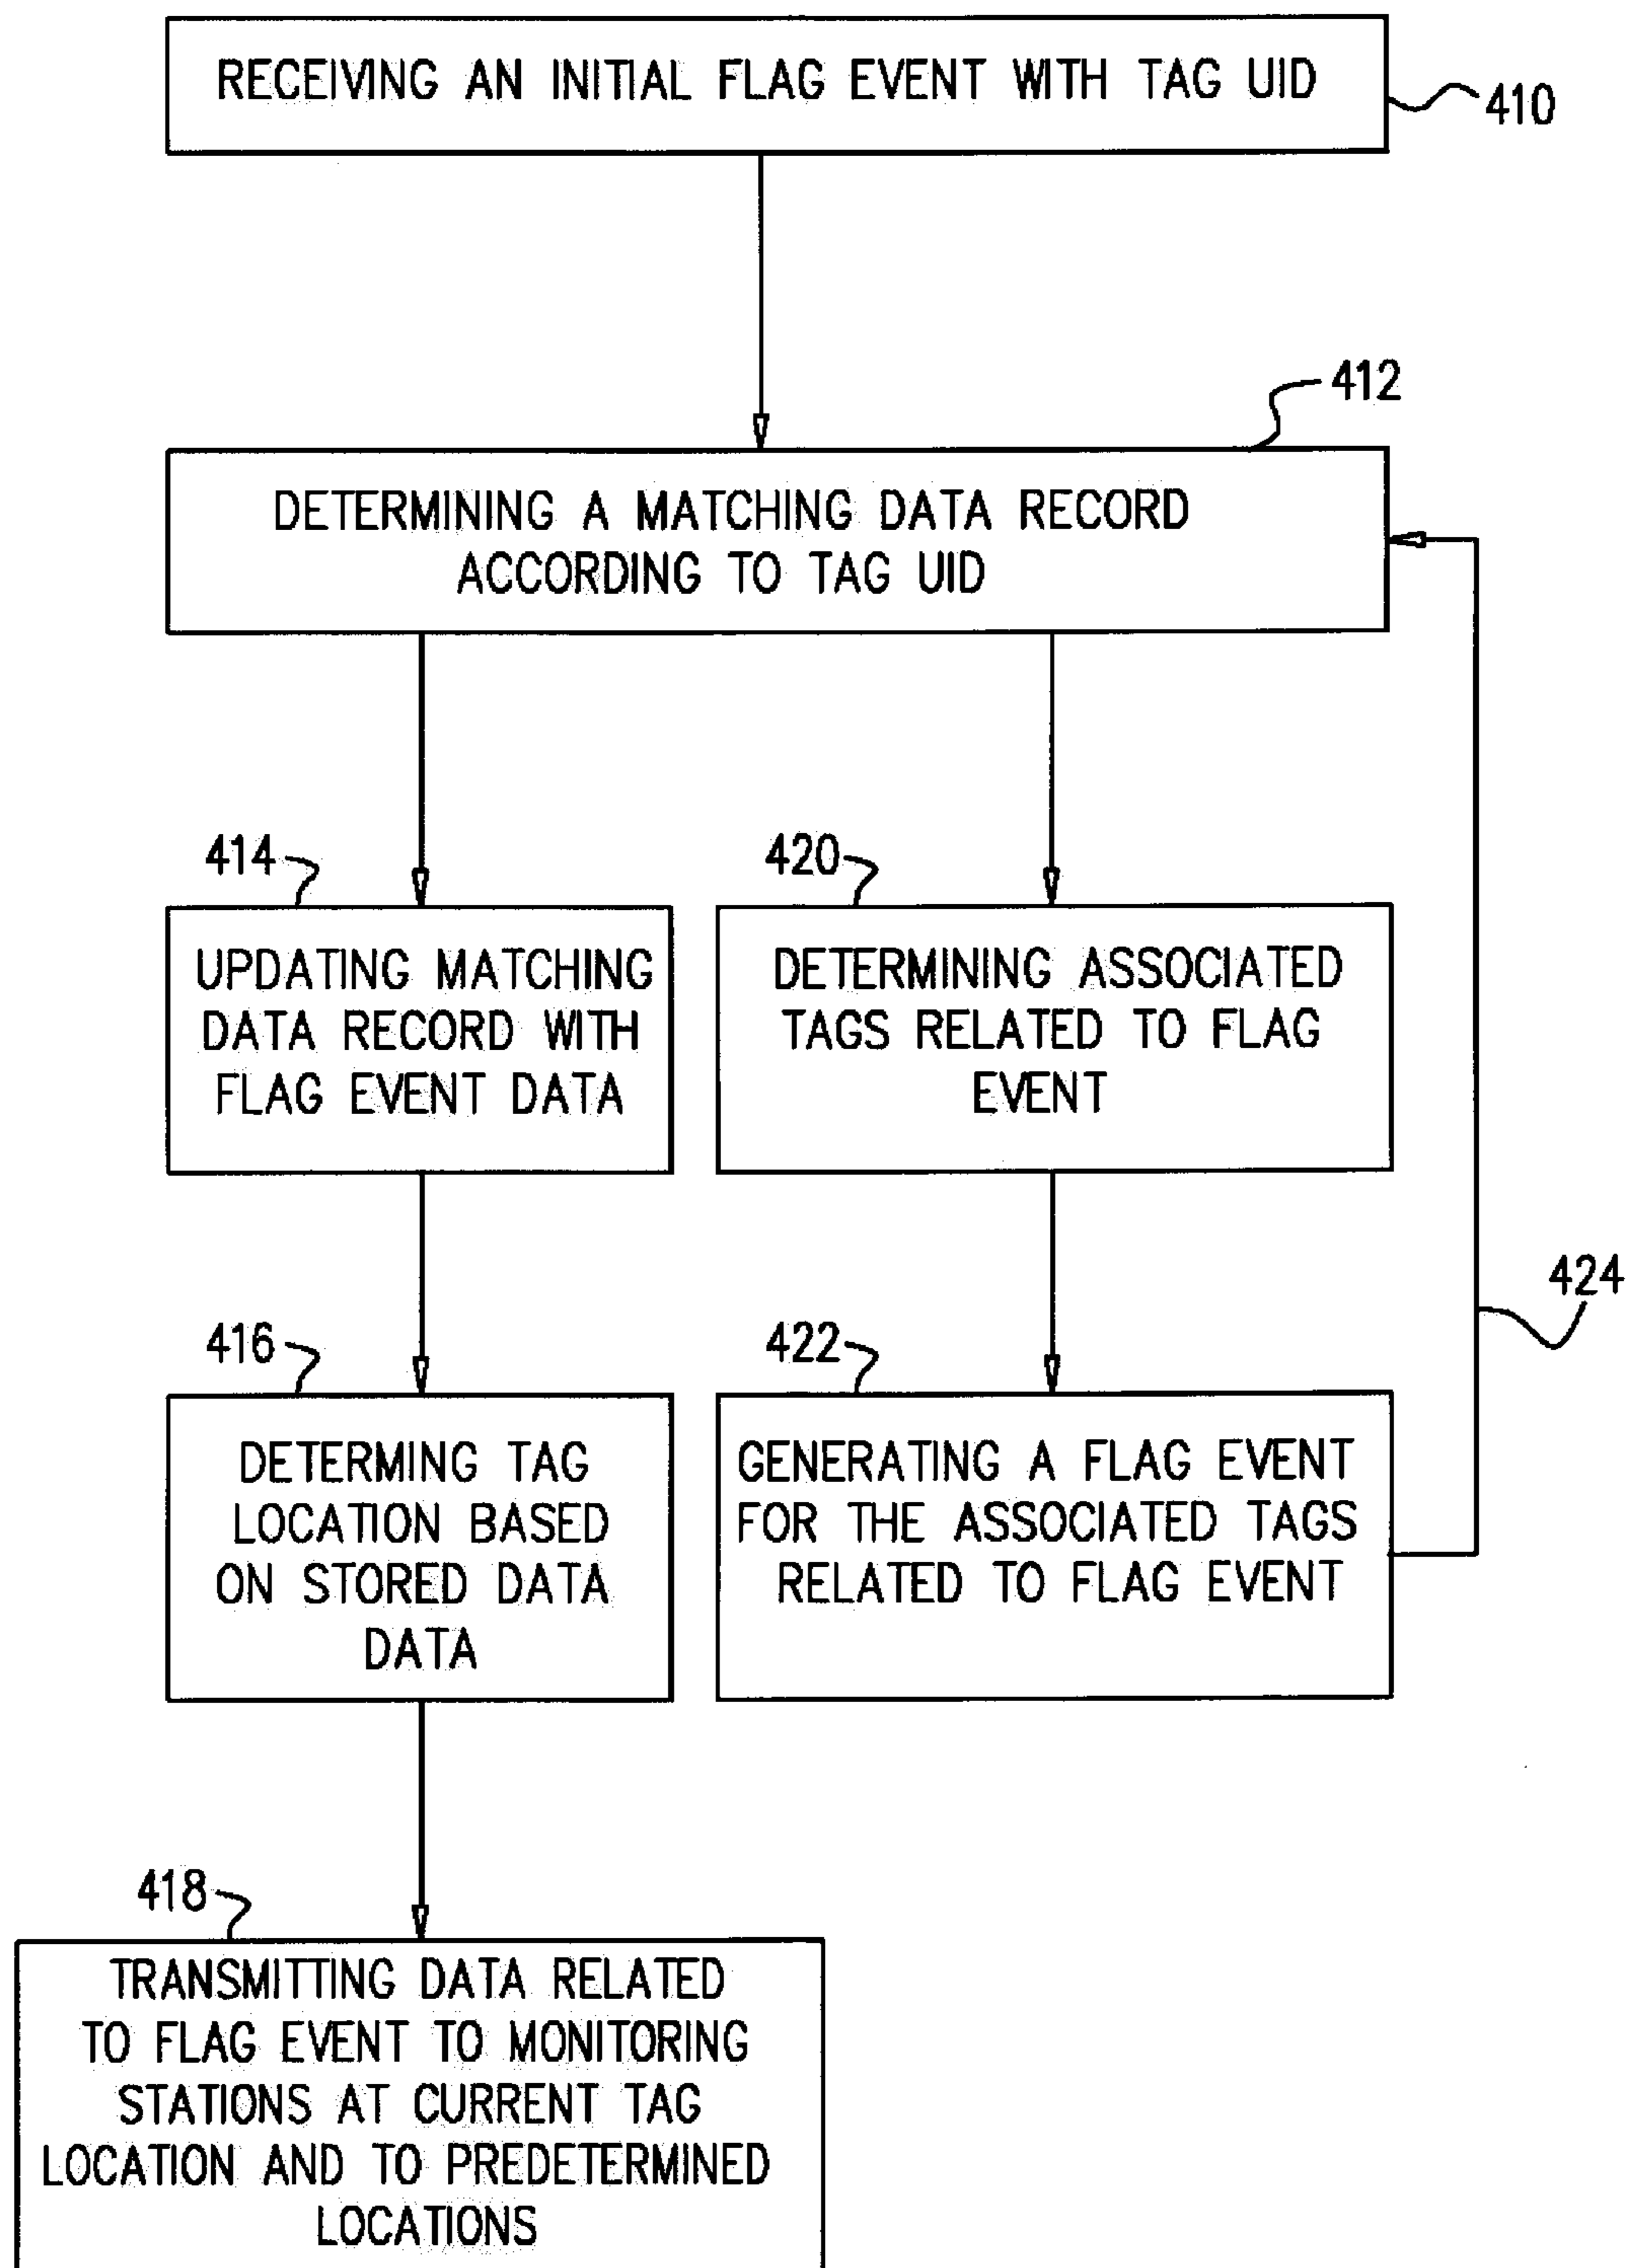 RECEIVING AN INITIAL FLAG EVENT WITH TAG UID
410
412
DETERMINING A MATCHING DATA RECORD
ACCORDING TO TAG UID
414
UPDATING MATCHING
DATA RECORD WITH
FLAG EVENT DATA
420
DETERMINING ASSOCIATED
TAGS RELATED TO FLAG
EVENT
424
416
DETERMING TAG
LOCATION BASED
ON STORED DATA
DATA
422
GENERATING A FLAG EVENT
FOR THE ASSOCIATED TAGS
RELATED TO FLAG EVENT
418
TRANSMITTING DATA RELATED
TO FLAG EVENT TO MONITORING
STATIONS AT CURRENT TAG
LOCATION AND TO PREDETERMINED
LOCATIONS